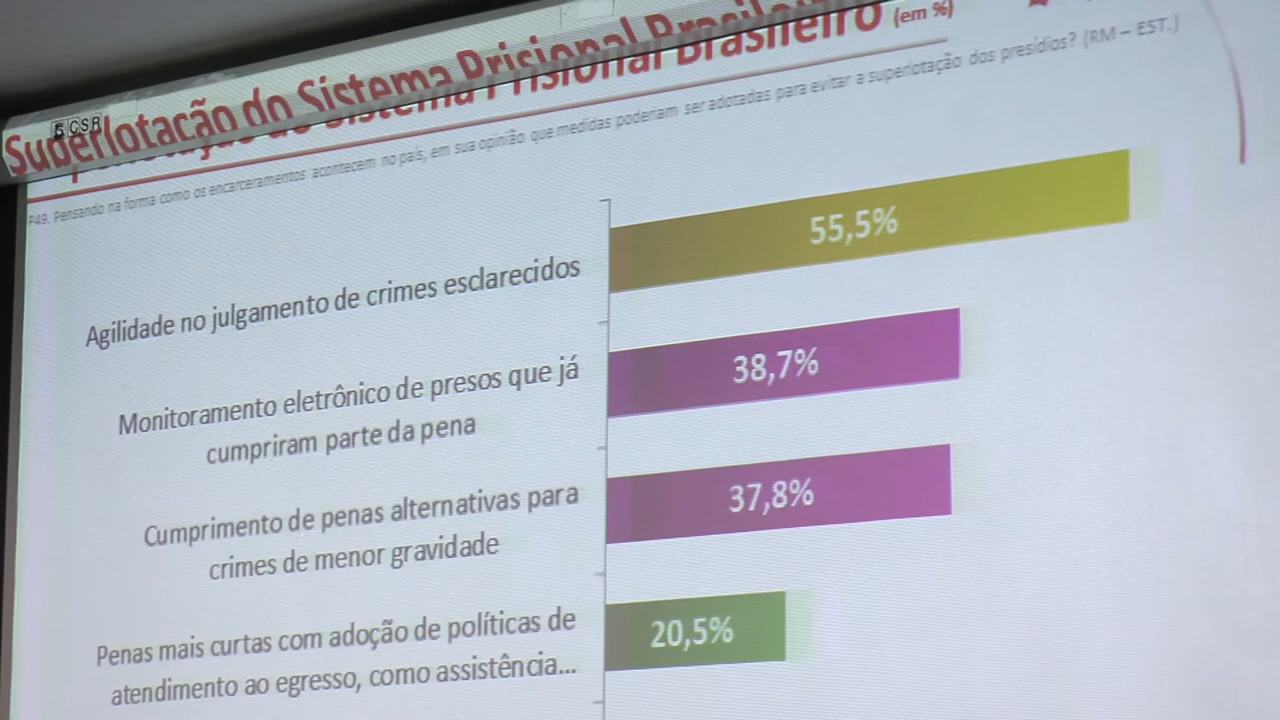 CSR
Superlotação do Sistema Prisional Brasileiro (em %)
P49. Pensando na forma como os encarceramentos acontecem no país, em sua opinião que medidas poderiam ser adotadas para evitar a superlotação dos presídios? (RM – EST.)
Agilidade no julgamento de crimes esclarecidos
55,5%
Monitoramento eletrônico de presos que já
cumpriram parte da pena
38,7%
Cumprimento de penas alternativas para
crimes de menor gravidade
37,8%
Penas mais curtas com adoção de políticas de
atendimento ao egresso, como assistência...
20,5%